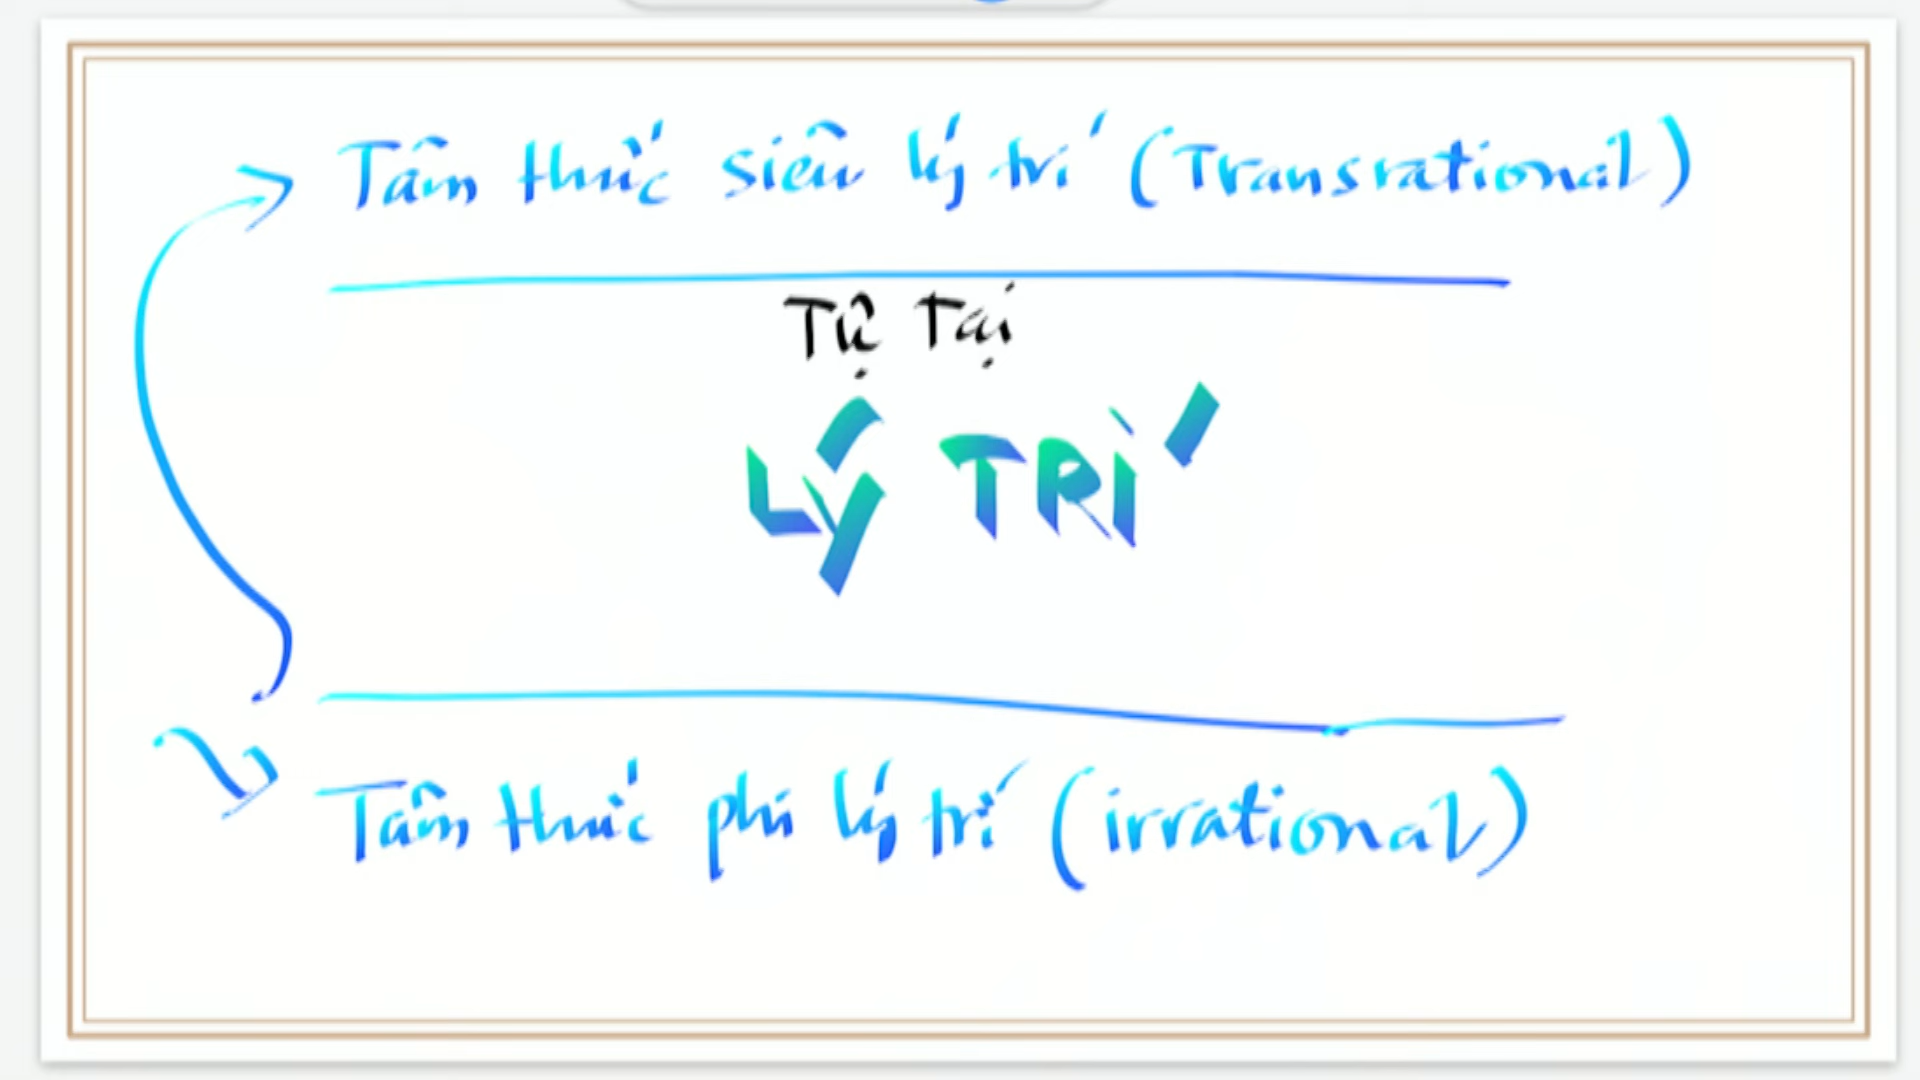 Tâm thức siêu lý trí (Transrational)
Tự Tại
LÝ TRÍ
Tâm thức phi lý trí (irrational)